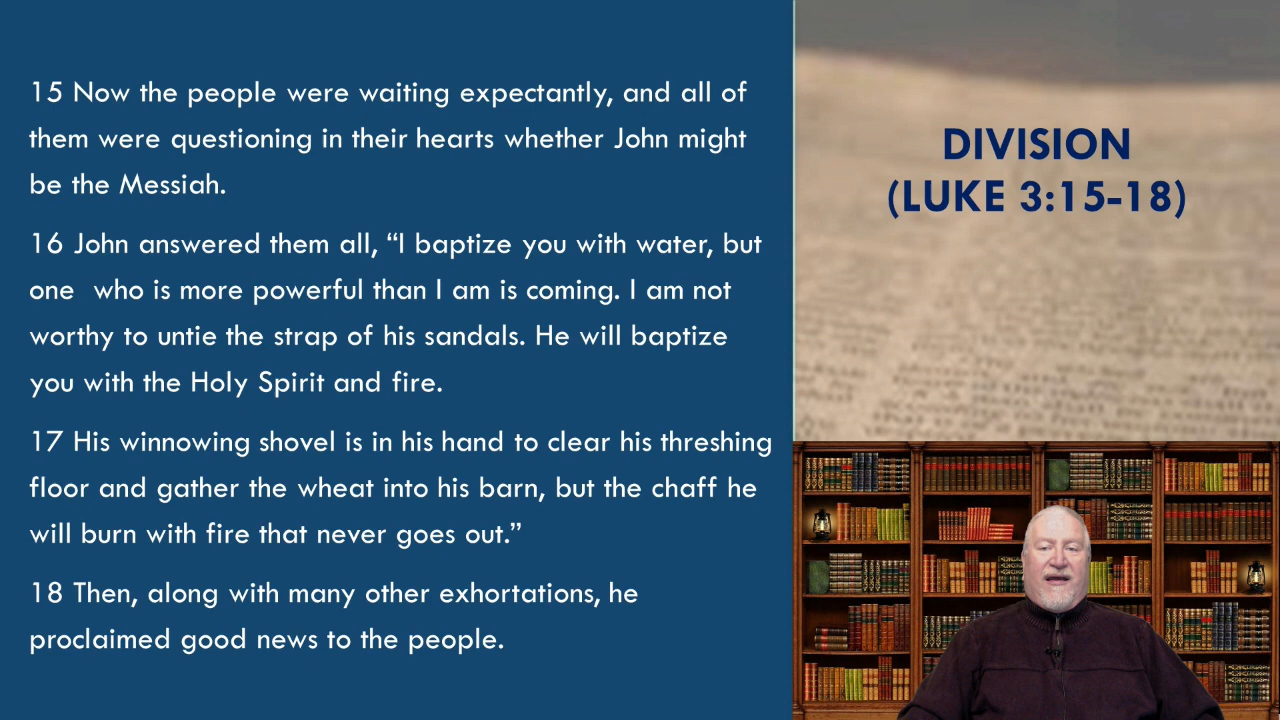 15 Now the people were waiting expectantly, and all of
them were questioning in their hearts whether John might
be the Messiah.
16 John answered them all, “I baptize you with water, but
one  who is more powerful than I am is coming. I am not
worthy to untie the strap of his sandals. He will baptize
you with the Holy Spirit and fire.
17 His winnowing shovel is in his hand to clear his threshing
floor and gather the wheat into his barn, but the chaff he
will burn with fire that never goes out.”
18 Then, along with many other exhortations, he
proclaimed good news to the people.
DIVISION
(LUKE 3:15-18)